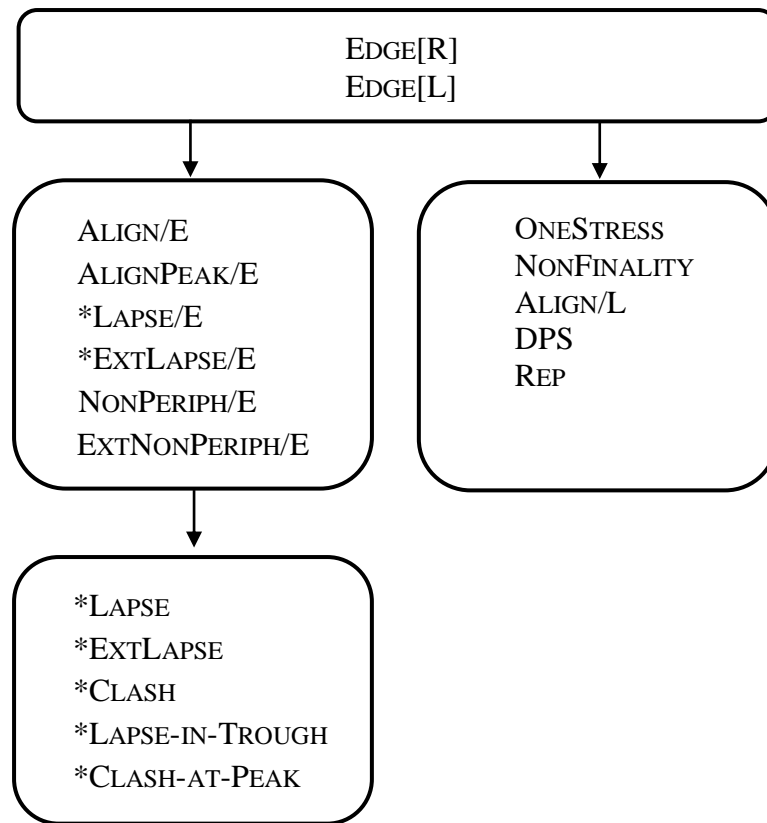 EDGE[R]
EDGE[L]
ALIGN/E
ALIGNPEAK/E
*LAPSE/E
*EXTLAPSE/E
NONPERIPH/E
EXTNONPERIPH/E
ONESTRESS
NONFINALITY
ALIGN/L
DPS
REP
*LAPSE
*EXTLAPSE
*CLASH
*LAPSE-IN-TROUGH
*CLASH-AT-PEAK